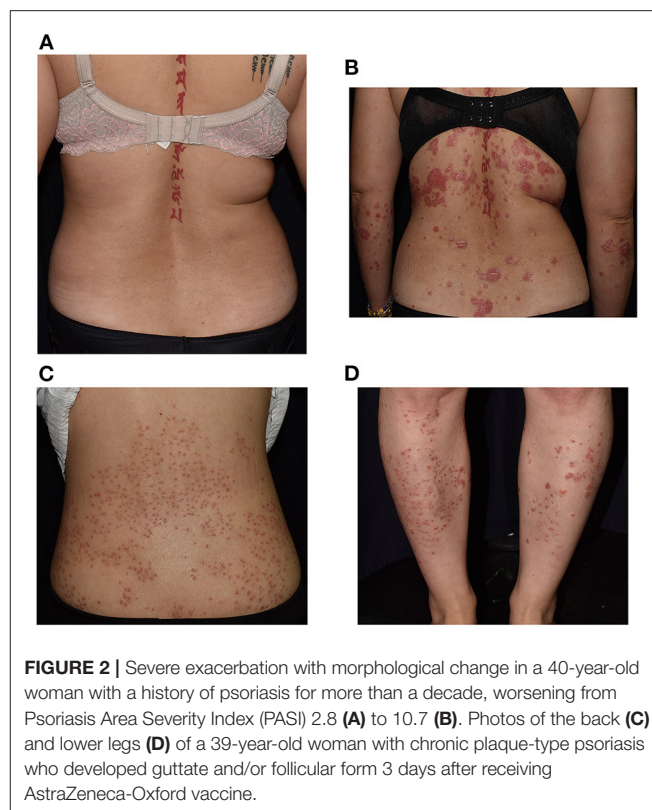 A
B
C
D
FIGURE 2 | Severe exacerbation with morphological change in a 40-year-old
woman with a history of psoriasis for more than a decade, worsening from
Psoriasis Area Severity Index (PASI) 2.8 (A) to 10.7 (B). Photos of the back (C)
and lower legs (D) of a 39-year-old woman with chronic plaque-type psoriasis
who developed guttate and/or follicular form 3 days after receiving
AstraZeneca-Oxford vaccine.